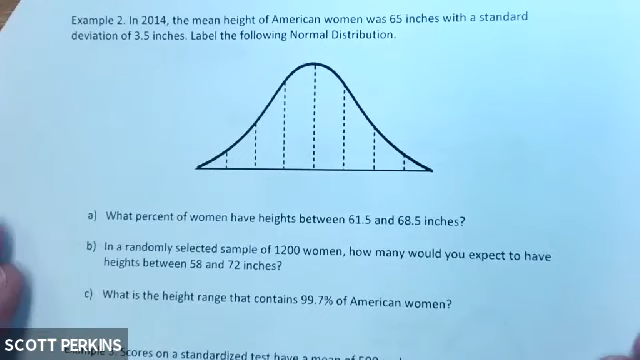 Example 2. In 2014, the mean height of American women was 65 inches with a standard
deviation of 3.5 inches. Label the following Normal Distribution.
a) What percent of women have heights between 61.5 and 68.5 inches?
b) In a randomly selected sample of 1200 women, how many would you expect to have
heights between 58 and 72 inches?
c) What is the height range that contains 99.7% of American women?
Scores on a standardized test have a mean of 500
SCOTT PERKINS